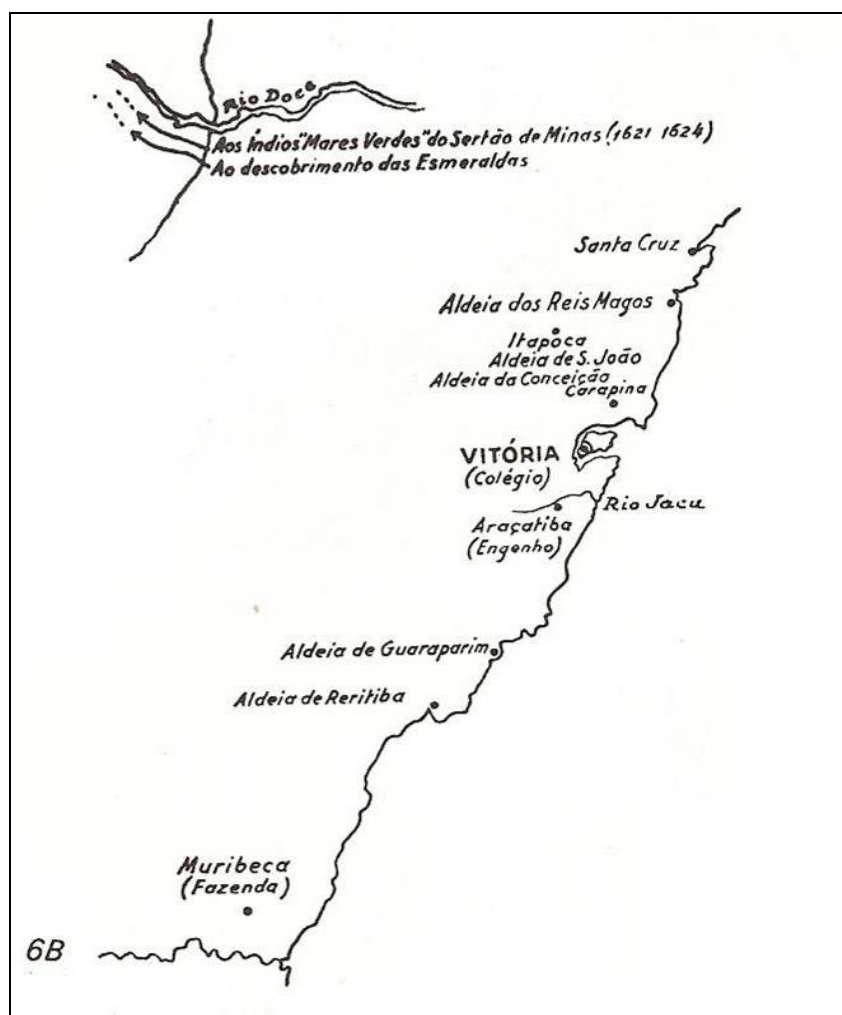 Rio Doce
Aos Índios "Mares Verdes" do Sertão de Minas (1621 1624)
Ao descobrimento das Esmeraldas
Santa Cruz
Aldeia dos Reis Magos
Itapoca
Aldeia de S. João
Aldeia da Conceição
Carapina
VITÓRIA
(Colégio)
Rio Jacu
Araçatiba
(Engenho)
Aldeia de Guaraparim
Aldeia de Reritiba
Muribeca
(Fazenda)
6B